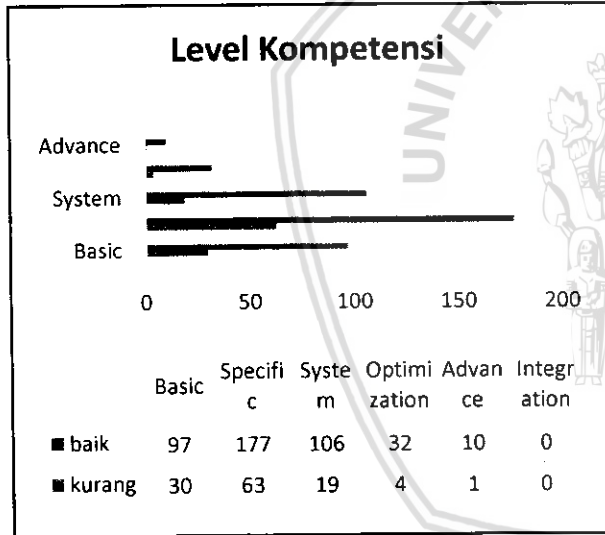 Level Kompetensi
Advance
System
Basic
0 50 100 150 200
Basic Specifi Syste Optimi Advan Integr
c m zation ce ation
baik 97 177 106 32 10 0
kurang 30 63 19 4 1 0
UNIVE